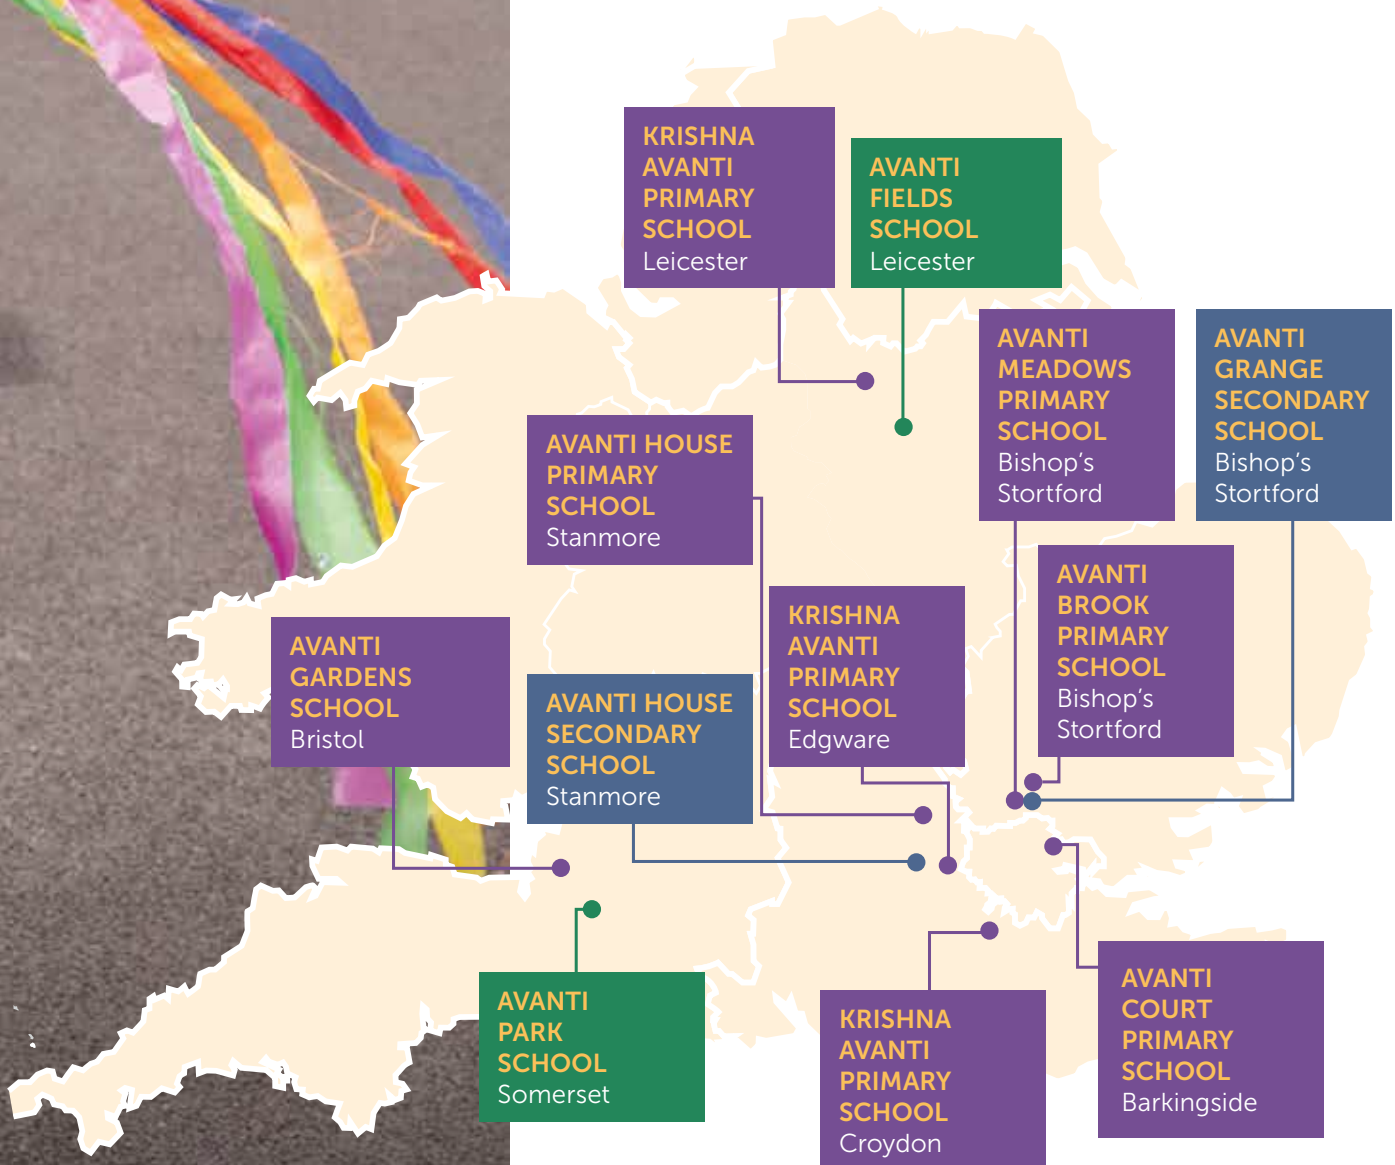 KRISHNA
AVANTI
PRIMARY
SCHOOL
Leicester
AVANTI
FIELDS
SCHOOL
Leicester
AVANTI
MEADOWS
PRIMARY
SCHOOL
Bishop’s
Stortford
AVANTI
GRANGE
SECONDARY
SCHOOL
Bishop’s
Stortford
AVANTI HOUSE
PRIMARY
SCHOOL
Stanmore
AVANTI
BROOK
PRIMARY
SCHOOL
Bishop’s
Stortford
KRISHNA
AVANTI
PRIMARY
SCHOOL
Edgware
AVANTI
GARDENS
SCHOOL
Bristol
AVANTI HOUSE
SECONDARY
SCHOOL
Stanmore
AVANTI
PARK
SCHOOL
Somerset
KRISHNA
AVANTI
PRIMARY
SCHOOL
Croydon
AVANTI
COURT
PRIMARY
SCHOOL
Barkingside